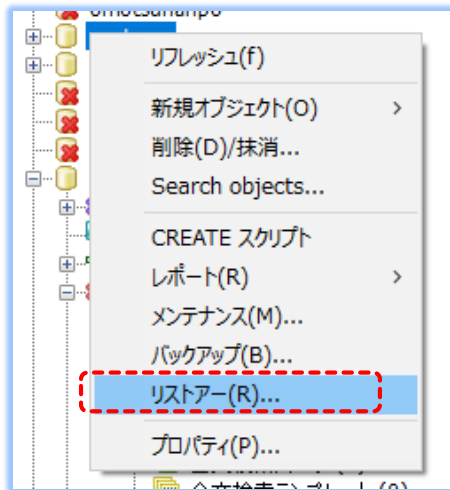 リフレッシュ(f)
新規オブジェクト(O)
削除(D)/抹消...
Search objects...
CREATE スクリプト
レポート(R)
メンテナンス(M)...
バックアップ(B)...
リストアー(R)...
プロパティ(P)...